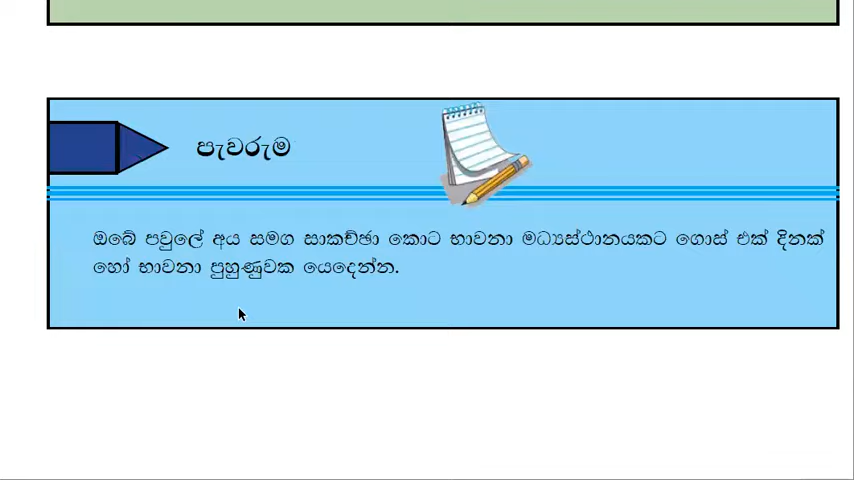 පැවරුම
ඔබේ පවුලේ අය සමග සාකච්ඡා කොට භාවනා මධ්‍යස්ථානයකට ගොස් එක් දිනක්
හෝ භාවනා පුහුණුවක යෙදෙන්න.